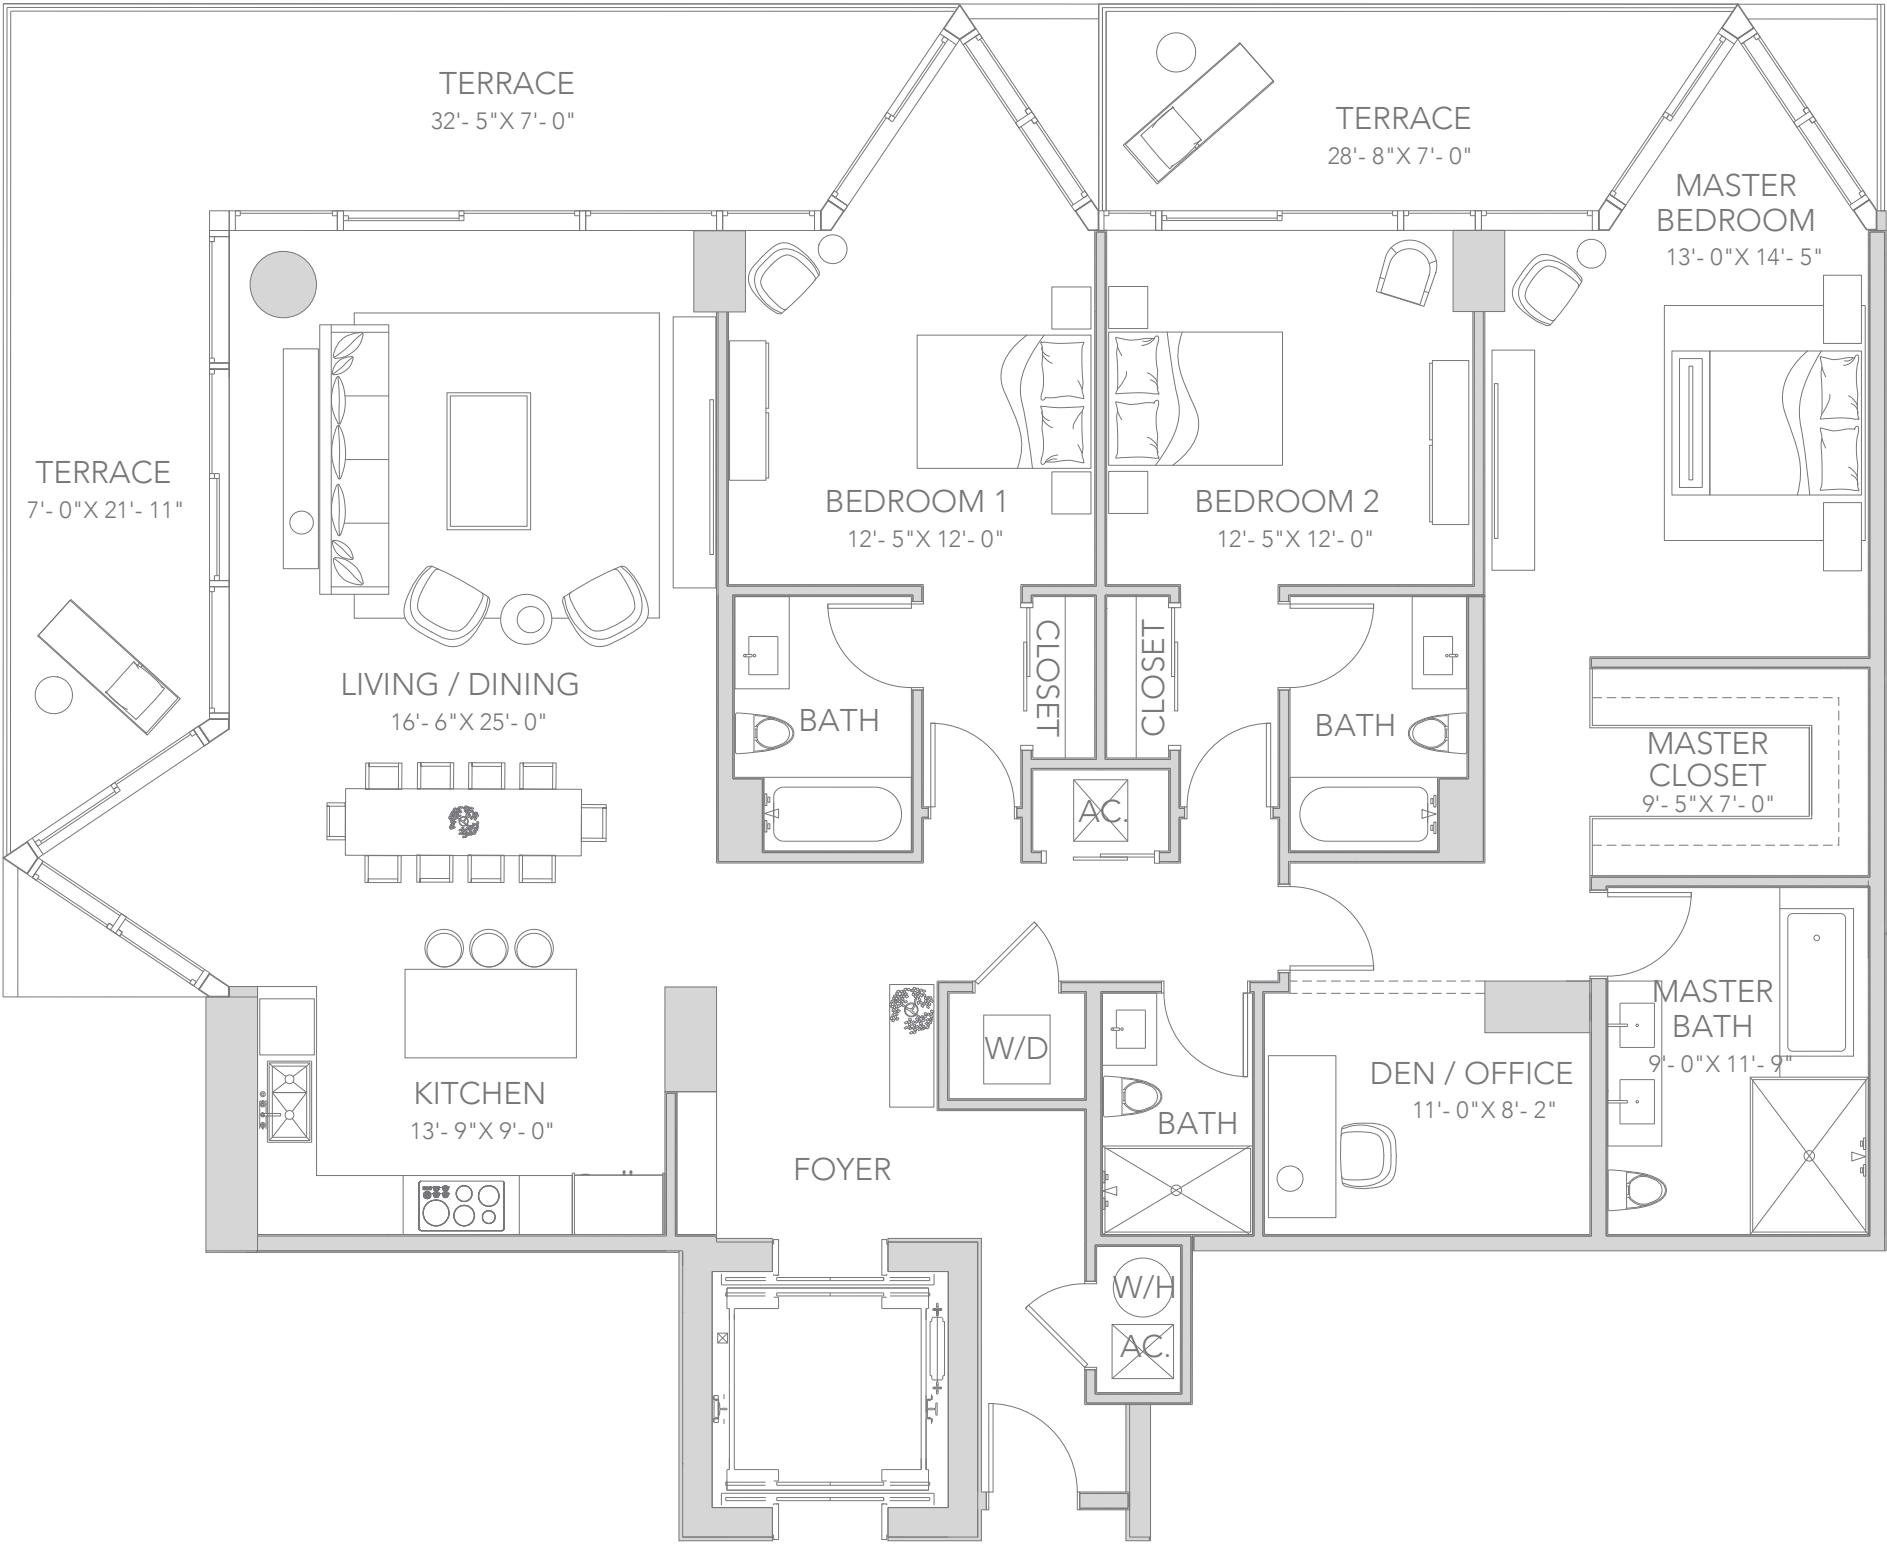 TERRACE
32'- 5"X 7'- 0"
TERRACE
28'- 8"X 7'- 0"
MASTER
BEDROOM
13'- 0"X 14'- 5"
TERRACE
7'- 0"X 21'- 11"
BEDROOM 1
12'- 5"X 12'- 0"
BEDROOM 2
12'- 5"X 12'- 0"
LIVING / DINING
16'- 6"X 25'- 0"
BATH
CLOSET
CLOSET
BATH
MASTER
CLOSET
9'- 5"X 7'- 0"
AC.
MASTER
BATH
9'- 0"X 11'- 9"
W/D
KITCHEN
13'- 9"X 9'- 0"
DEN / OFFICE
11'- 0"X 8'- 2"
BATH
FOYER
W/H
AC.